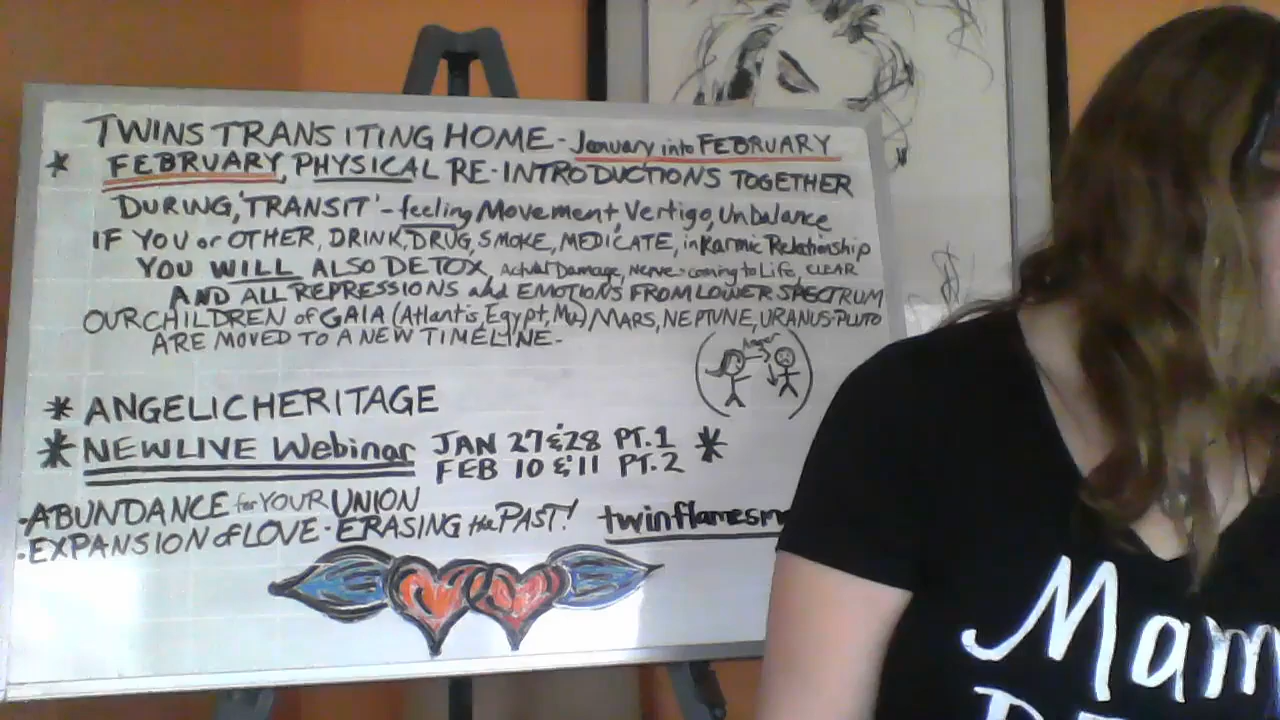 TWINS TRANSITING HOME - January into FEBRUARY
* FEBRUARY, PHYSICAL RE-INTRODUCTIONS TOGETHER
DURING, 'TRANSIT' - feeling Movement, Vertigo, Unbalance
IF YOU or OTHER, DRINK, DRUG, SMOKE, MEDICATE, in Karmic Relationship
YOU WILL ALSO DETOX, Actual Damage, Nerve - coming to Life, CLEAR
AND ALL REPRESSIONS and EMOTIONS FROM LOWER SPECTRUM
OUR CHILDREN of GAIA (Atlantis, Egypt, Mu) MARS, NEPTUNE, URANUS-PLUTO
ARE MOVED TO A NEW TIMELINE-
Anger
* ANGELIC HERITAGE
* NEW LIVE Webinar JAN 27 & 28 PT. 1 *
FEB 10 & 11 PT. 2
• ABUNDANCE for YOUR UNION
• EXPANSION of LOVE • ERASING the PAST! twinflames
Mam